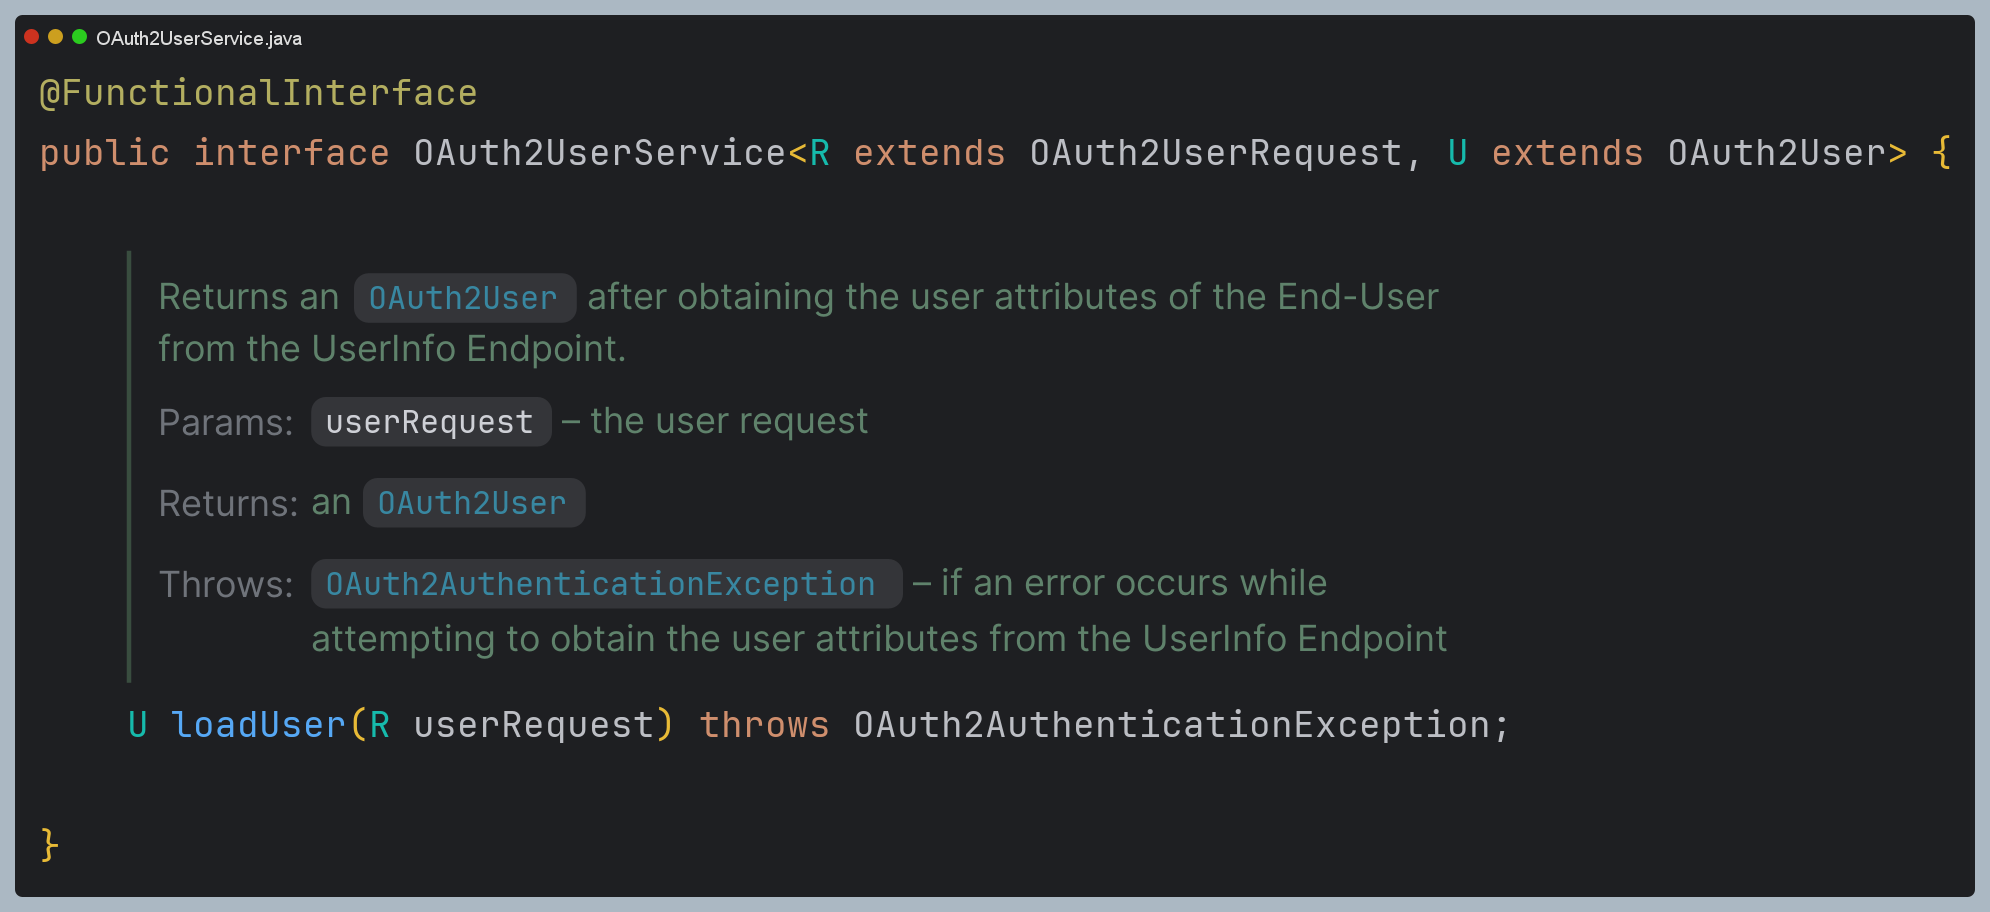 OAuth2UserService.java
@FunctionalInterface
public interface OAuth2UserService<R extends OAuth2UserRequest, U extends OAuth2User> {
Returns an OAuth2User after obtaining the user attributes of the End-User
from the UserInfo Endpoint.
Params: userRequest – the user request
Returns: an OAuth2User
Throws: OAuth2AuthenticationException – if an error occurs while
attempting to obtain the user attributes from the UserInfo Endpoint
U loadUser(R userRequest) throws OAuth2AuthenticationException;
}